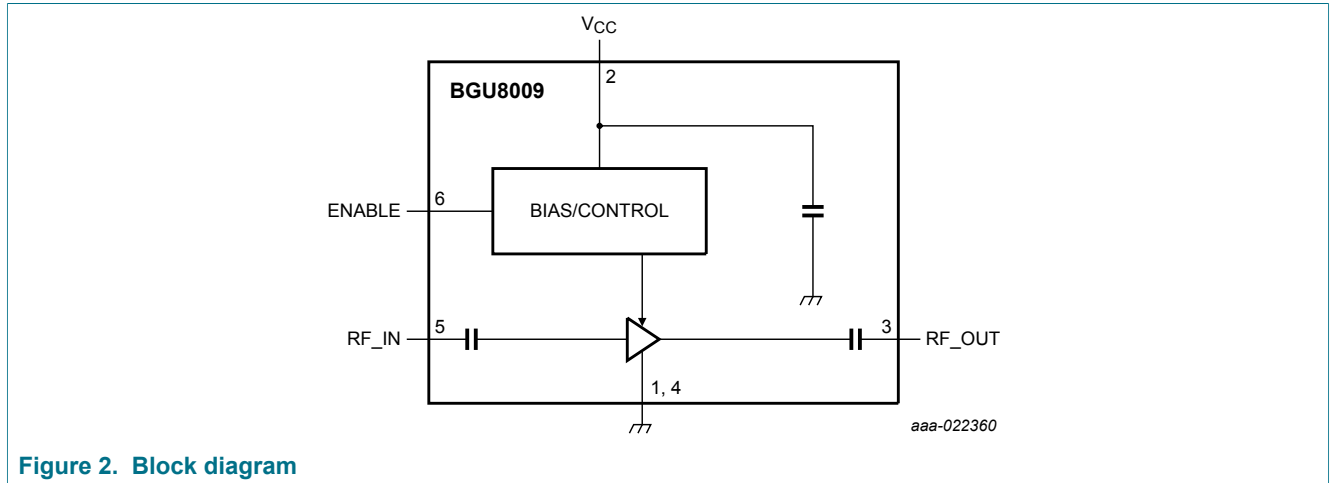 VCC
2
BGU8009
ENABLE
6
BIAS/CONTROL
RF_IN
5
3
RF_OUT
1, 4
aaa-022360
Figure 2. Block diagram